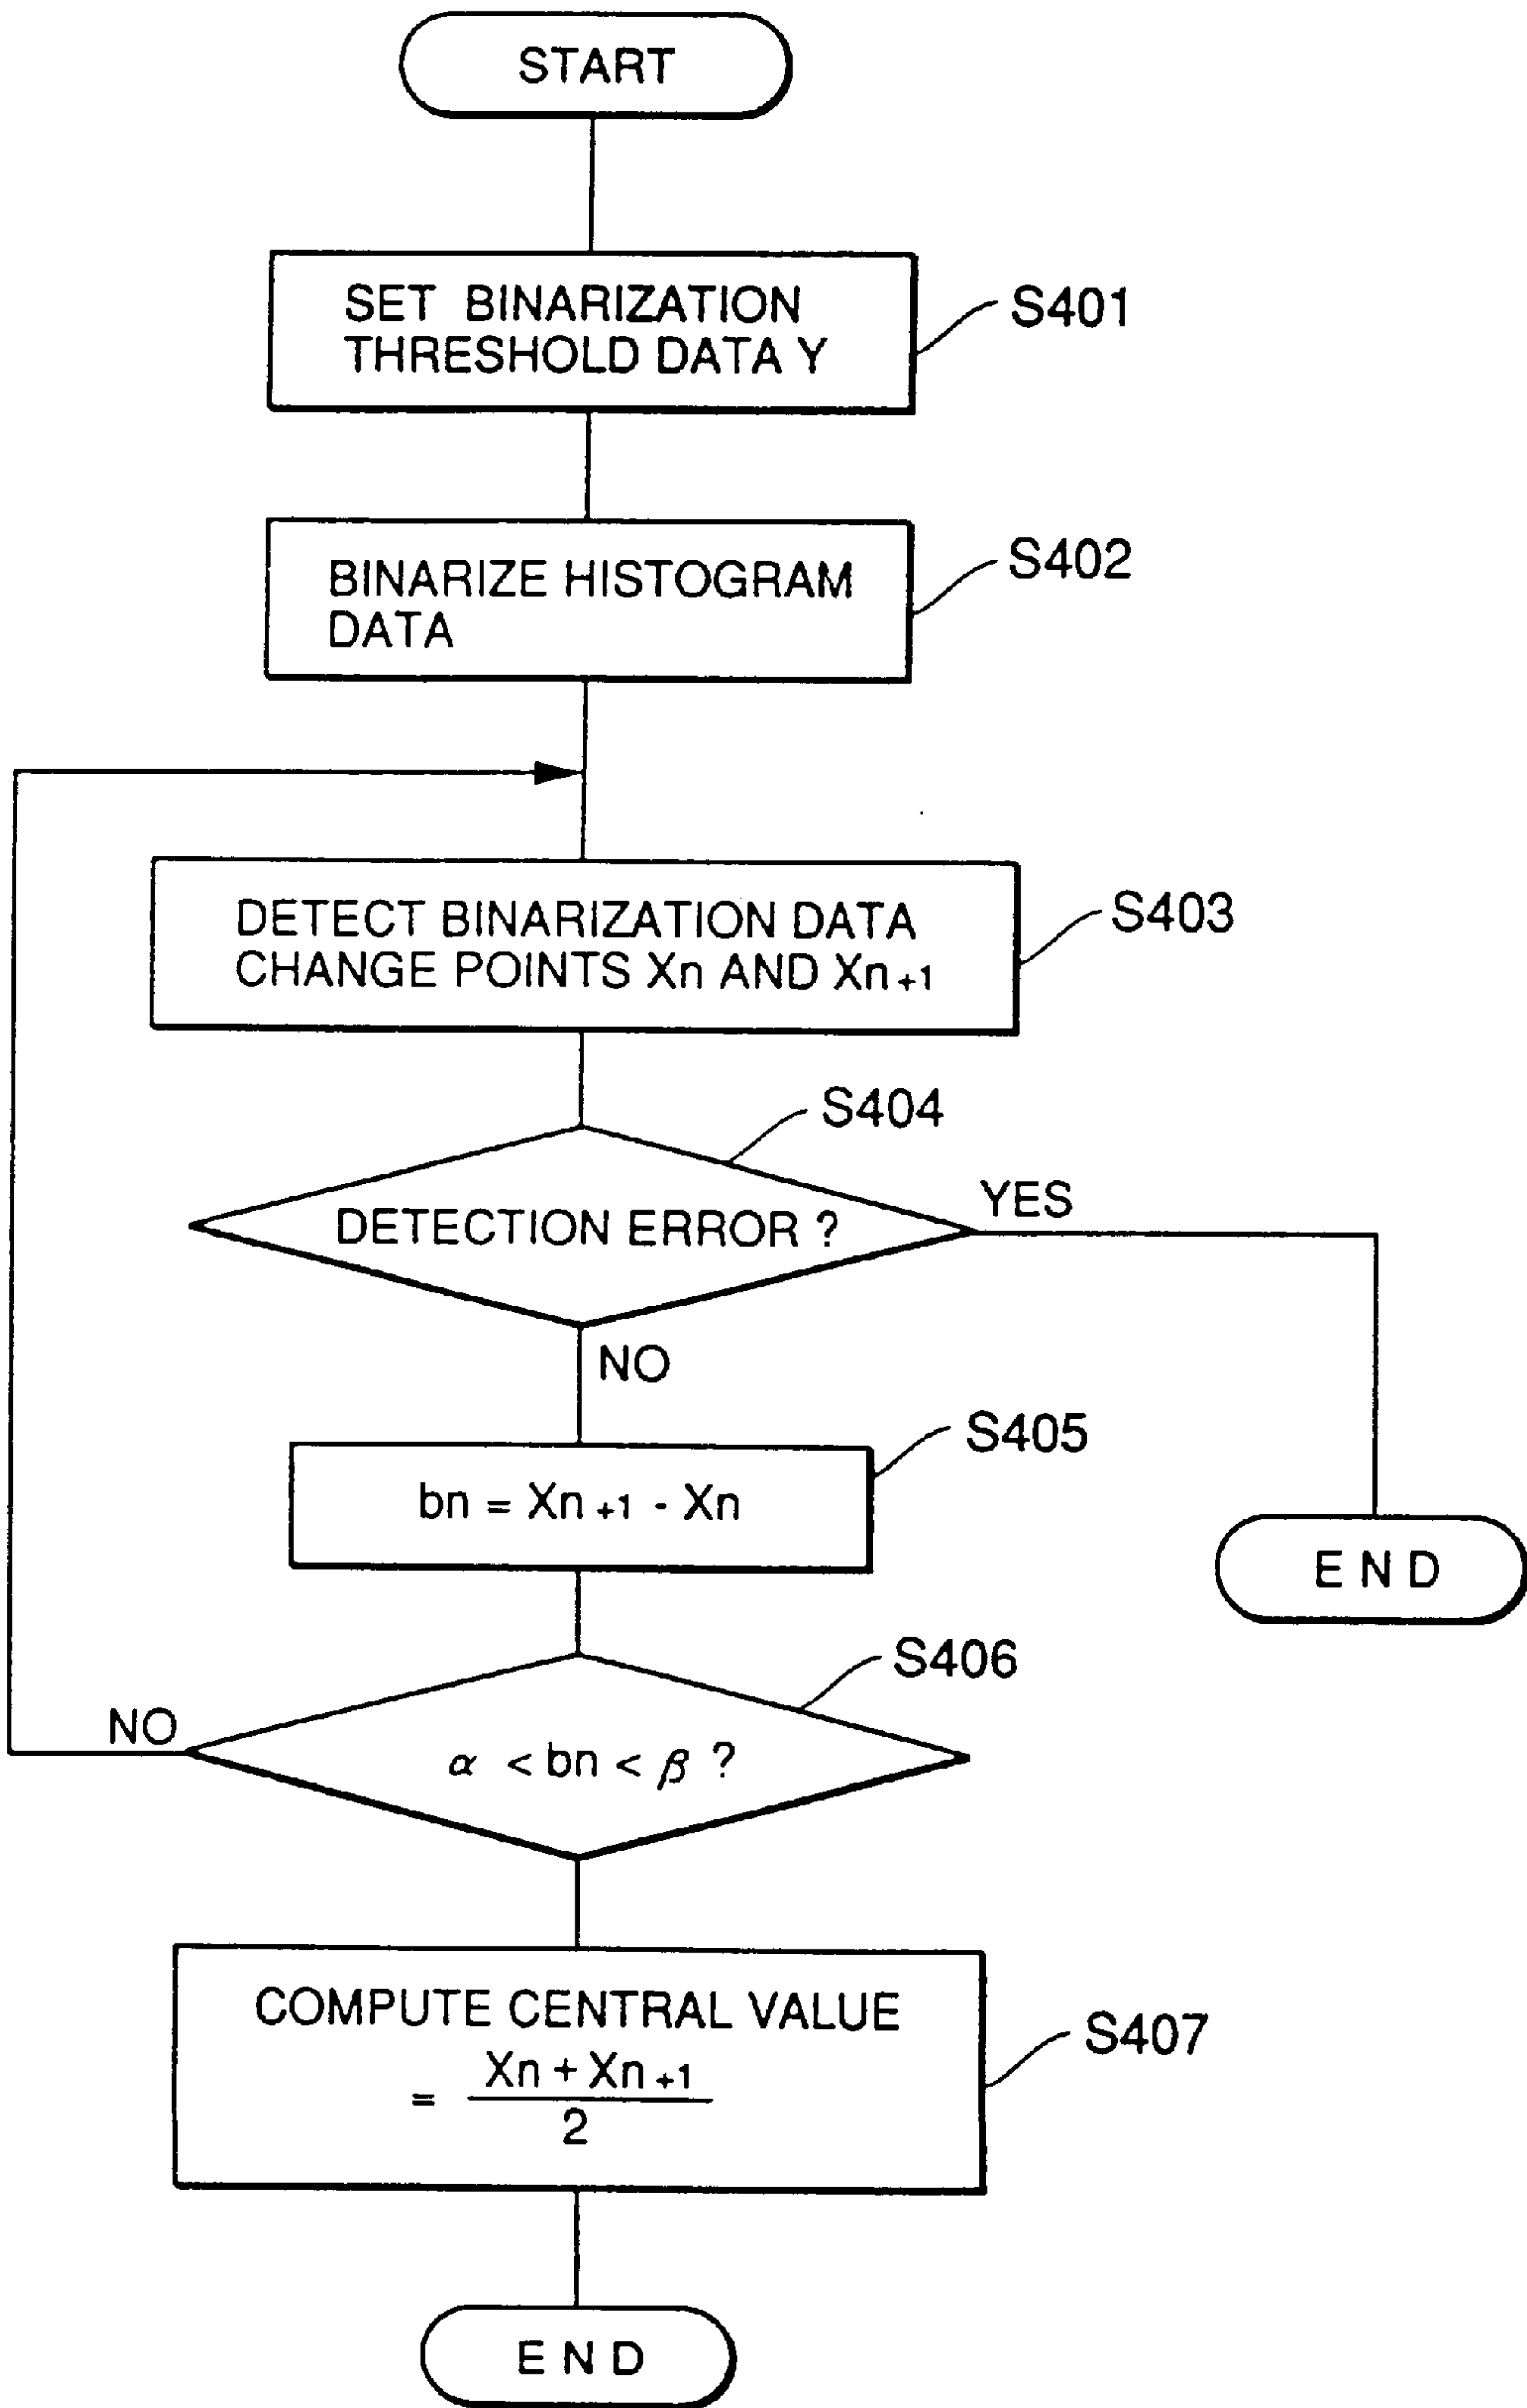 START
SET BINARIZATION
THRESHOLD DATA Y
S401
BINARIZE HISTOGRAM
DATA
S402
DETECT BINARIZATION DATA
CHANGE POINTS Xn AND Xn+1
S403
S404
DETECTION ERROR ?
YES
NO
S405
bn = Xn+1 - Xn
E N D
S406
NO
α < bn < β ?
COMPUTE CENTRAL VALUE
= Xn + Xn+1
2
S407
E N D